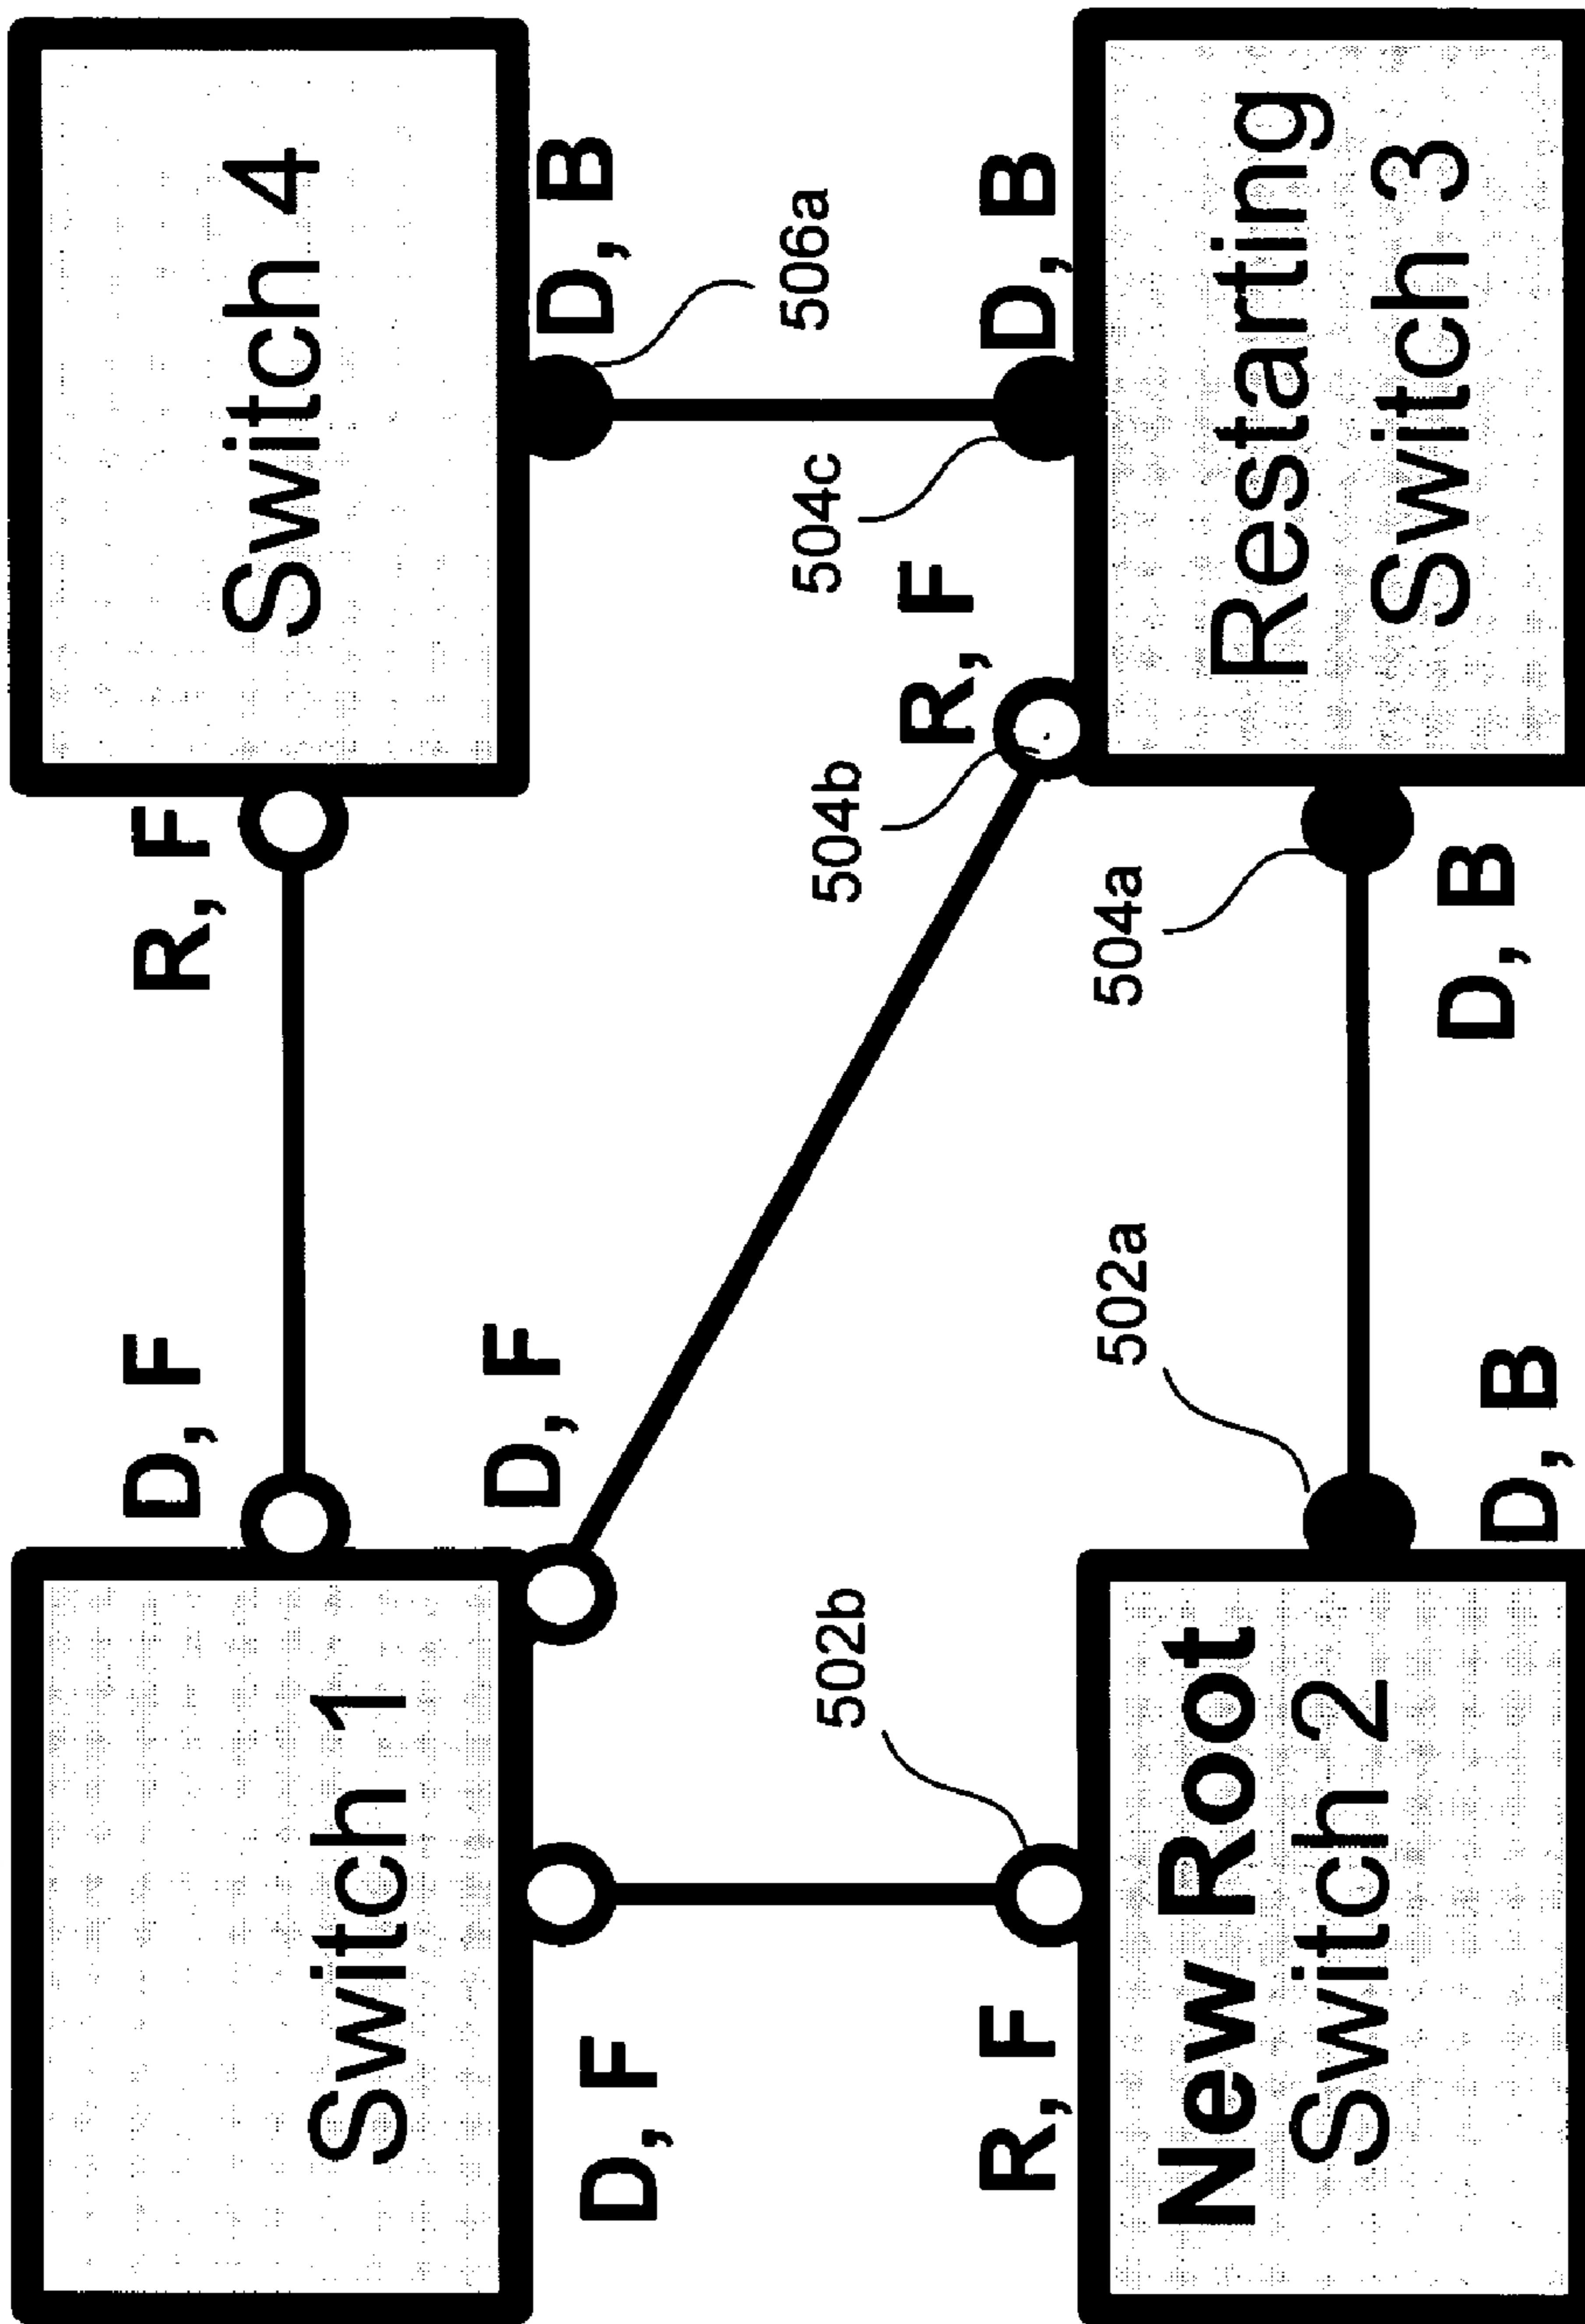 Switch 1
D, F
R, F
Switch 4
D, F
D, F
D, B
506a
502b
504b
504c
R, F
R, F
D, B
New Root
Switch 2
502a
504a
Restarting
Switch 3
D, B
D, B